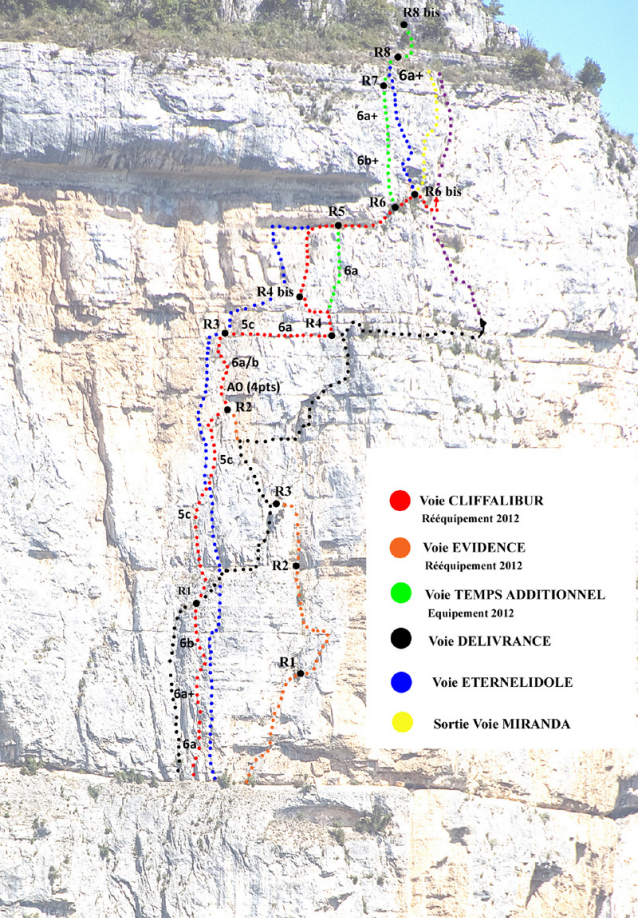 R8 bis
R8
6a+
R7
6a+
6b+
R6 bis
R6
R5
6a
R4 bis
R3
5c
6a
R4
6a/b
AO (4pts)
R2
5c
R3
5c
R2
R1
6b
R1
6a+
6a
Voie CLIFFALIBUR
Rééquipement 2012
Voie EVIDENCE
Rééquipement 2012
Voie TEMPS ADDITIONNEL
Equipement 2012
Voie DELIVRANCE
Voie ETERNELIDOLE
Sortie Voie MIRANDA